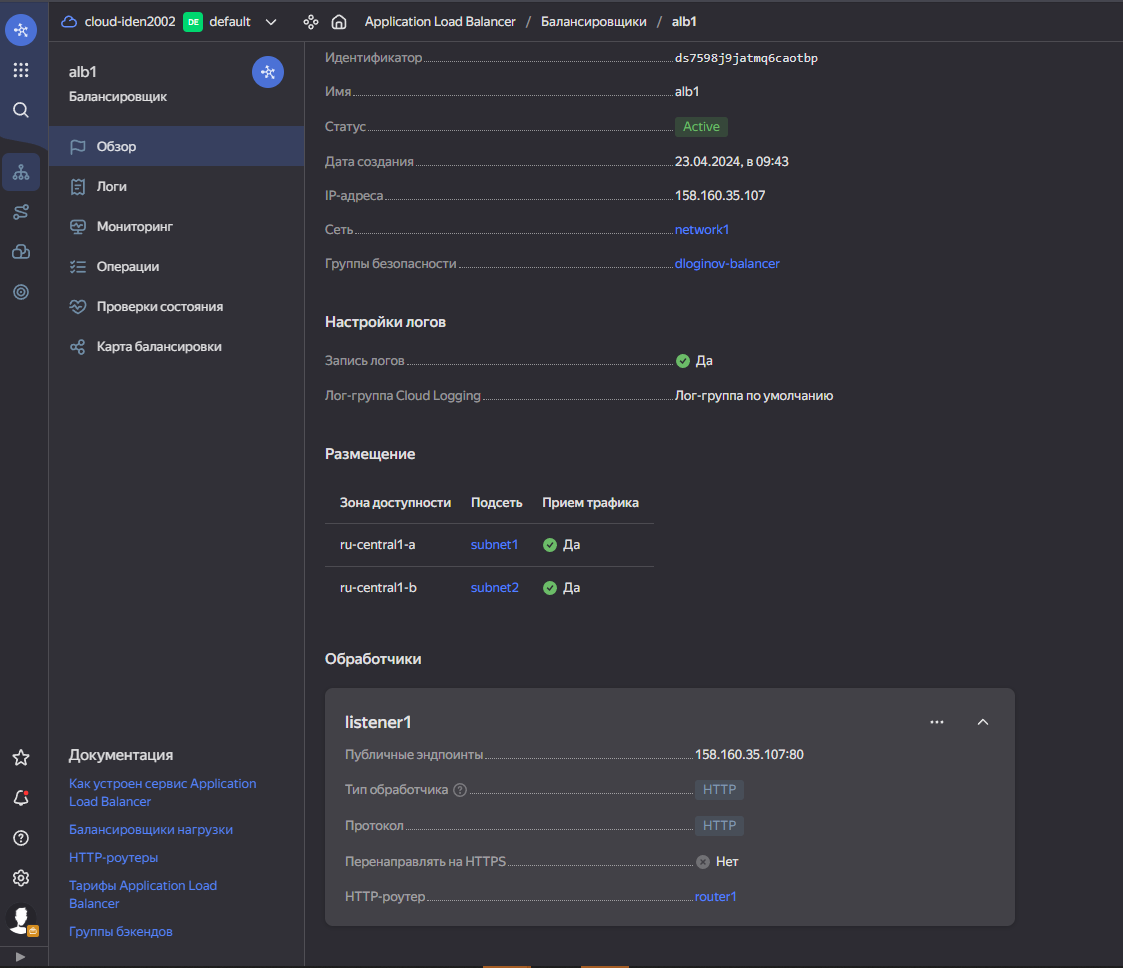 cloud-iden2002 DE default Application Load Balancer / Балансировщики / alb1
alb1
Балансировщик
Обзор
Логи
Мониторинг
Операции
Проверки состояния
Карта балансировки
Документация
Как устроен сервис Application
Load Balancer
Балансировщики нагрузки
HTTP-роутеры
Тарифы Application Load
Balancer
Группы бэкендов
Идентификатор ds7598j9jatmq6caotbp
Имя alb1
Статус Active
Дата создания 23.04.2024, в 09:43
IP-адреса 158.160.35.107
Сеть network1
Группы безопасности dloginov-balancer
Настройки логов
Запись логов Да
Лог-группа Cloud Logging Лог-группа по умолчанию
Размещение
Зона доступности Подсеть Прием трафика
ru-central1-a subnet1 Да
ru-central1-b subnet2 Да
Обработчики
listener1
Публичные эндпоинты 158.160.35.107:80
Тип обработчика HTTP
Протокол HTTP
Перенаправлять на HTTPS Нет
HTTP-роутер router1